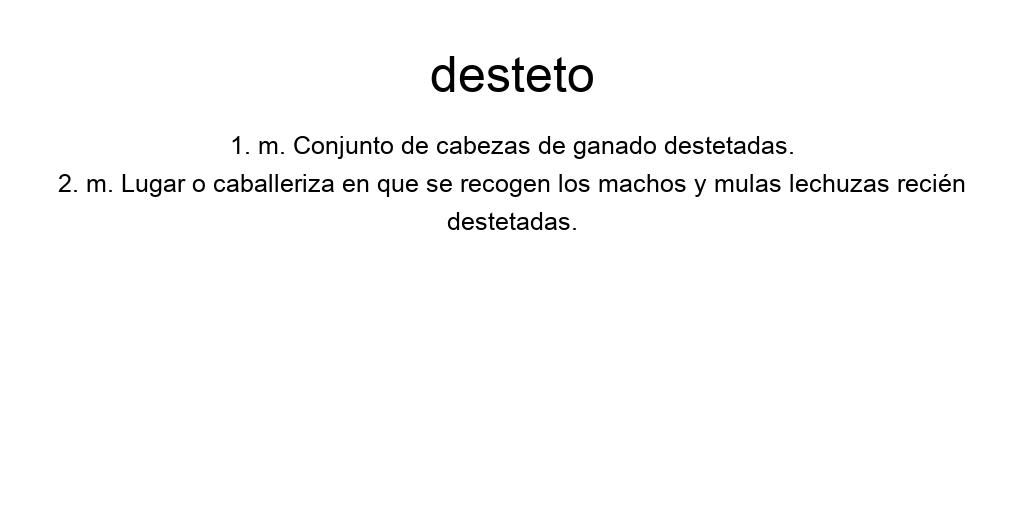 desteto
1. m. Conjunto de cabezas de ganado destetadas.
2. m. Lugar o caballeriza en que se recogen los machos y mulas lechuzas recién
destetadas.